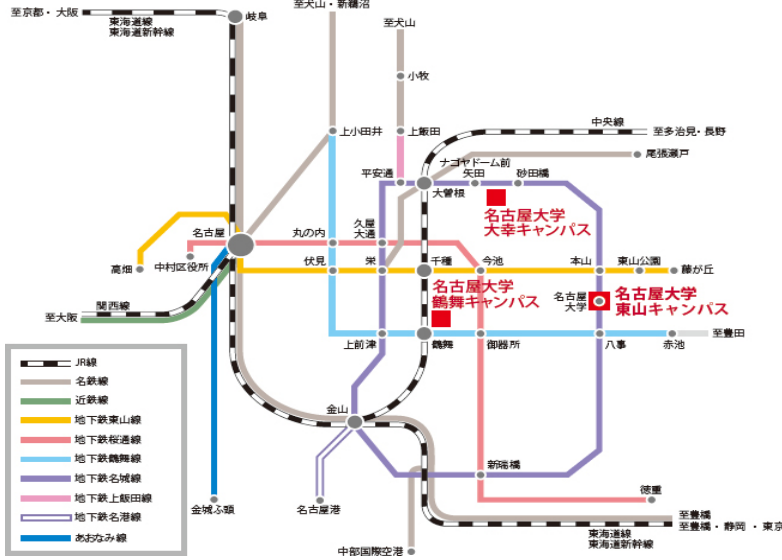 至京都・大阪
東海道線
東海道新幹線
岐阜
至犬山・新鵜沼
至犬山
小牧
上小田井
上飯田
中央線
至多治見・長野
尾張瀬戸
ナゴヤドーム前
平安通
大曽根
矢田
砂田橋
名古屋大学
大幸キャンパス
名古屋
丸の内
久屋
大通
高畑
中村区役所
伏見
栄
千種
今池
本山
東山公園
藤が丘
関西線
至大阪
名古屋大学
鶴舞キャンパス
名古屋
大学
名古屋大学
東山キャンパス
上前津
鶴舞
御器所
八事
赤池
至豊田
JR線
名鉄線
近鉄線
地下鉄東山線
地下鉄桜通線
地下鉄鶴舞線
地下鉄名城線
地下鉄上飯田線
地下鉄名港線
あおなみ線
金山
新瑞橋
金城ふ頭
名古屋港
徳重
至豊橋
至豊橋・静岡・東京
東海道線
東海道新幹線
中部国際空港